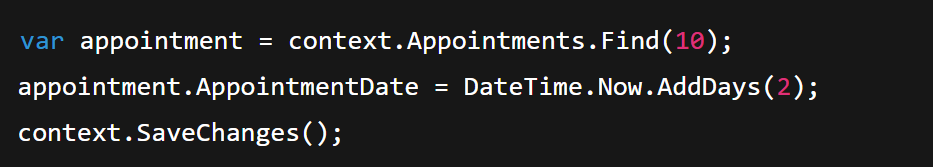 var appointment = context.Appointments.Find(10);
appointment.AppointmentDate = DateTime.Now.AddDays(2);
context.SaveChanges();